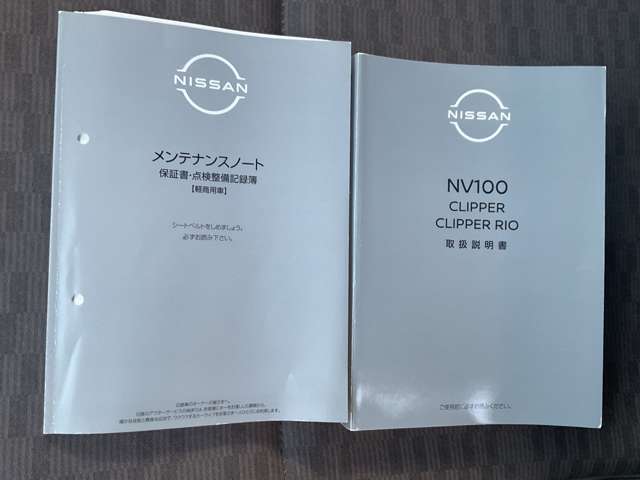 NISSAN
メンテナンスノート
保証書・点検整備記録簿
【軽商用車】
シートベルトをしめましょう。
必ずお読み下さい。
NISSAN
NV100
CLIPPER
CLIPPER RIO
取扱説明書
ご使用前に必ずお読みください。